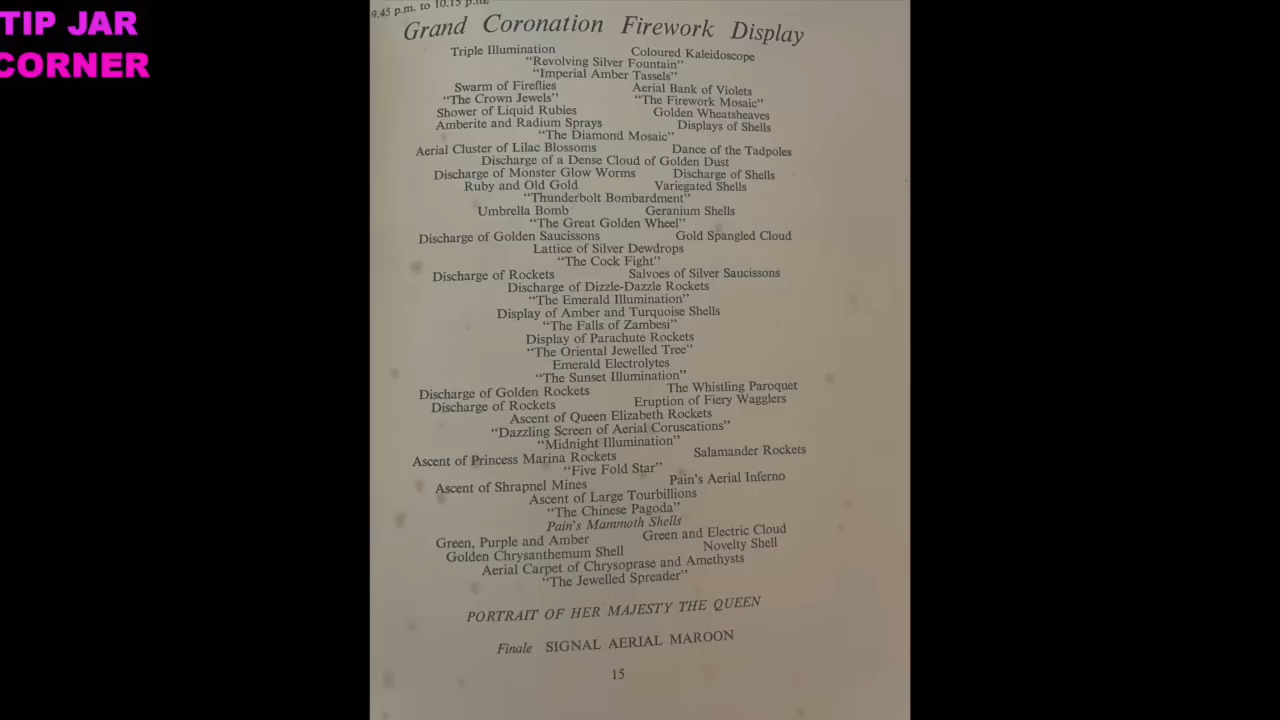 TIP JAR
CORNER
9.45 p.m. to 10.15 p.m.
Grand Coronation Firework Display
Triple Illumination Coloured Kaleidoscope
“Revolving Silver Fountain”
“Imperial Amber Tassels”
Swarm of Fireflies Aerial Bank of Violets
“The Crown Jewels” “The Firework Mosaic”
Shower of Liquid Rubies Golden Wheatsheaves
Amberite and Radium Sprays Displays of Shells
“The Diamond Mosaic”
Aerial Cluster of Lilac Blossoms Dance of the Tadpoles
Discharge of a Dense Cloud of Golden Dust
Discharge of Monster Glow Worms Discharge of Shells
Ruby and Old Gold Variegated Shells
“Thunderbolt Bombardment”
Umbrella Bomb Geranium Shells
“The Great Golden Wheel”
Discharge of Golden Saucissons Gold Spangled Cloud
Lattice of Silver Dewdrops
“The Cock Fight”
Discharge of Rockets Salvoes of Silver Saucissons
Discharge of Dizzle-Dazzle Rockets
“The Emerald Illumination”
Display of Amber and Turquoise Shells
“The Falls of Zambesi”
Display of Parachute Rockets
“The Oriental Jewelled Tree”
Emerald Electrolytes
“The Sunset Illumination”
Discharge of Golden Rockets The Whistling Paroquet
Discharge of Rockets Eruption of Fiery Wagglers
Ascent of Queen Elizabeth Rockets
“Dazzling Screen of Aerial Coruscations”
“Midnight Illumination”
Ascent of Princess Marina Rockets Salamander Rockets
“Five Fold Star”
Ascent of Shrapnel Mines Pain's Aerial Inferno
Ascent of Large Tourbillions
“The Chinese Pagoda”
Pain's Mammoth Shells
Green, Purple and Amber Green and Electric Cloud
Golden Chrysanthemum Shell Novelty Shell
Aerial Carpet of Chrysoprase and Amethysts
“The Jewelled Spreader”
PORTRAIT OF HER MAJESTY THE QUEEN
Finale SIGNAL AERIAL MAROON
15